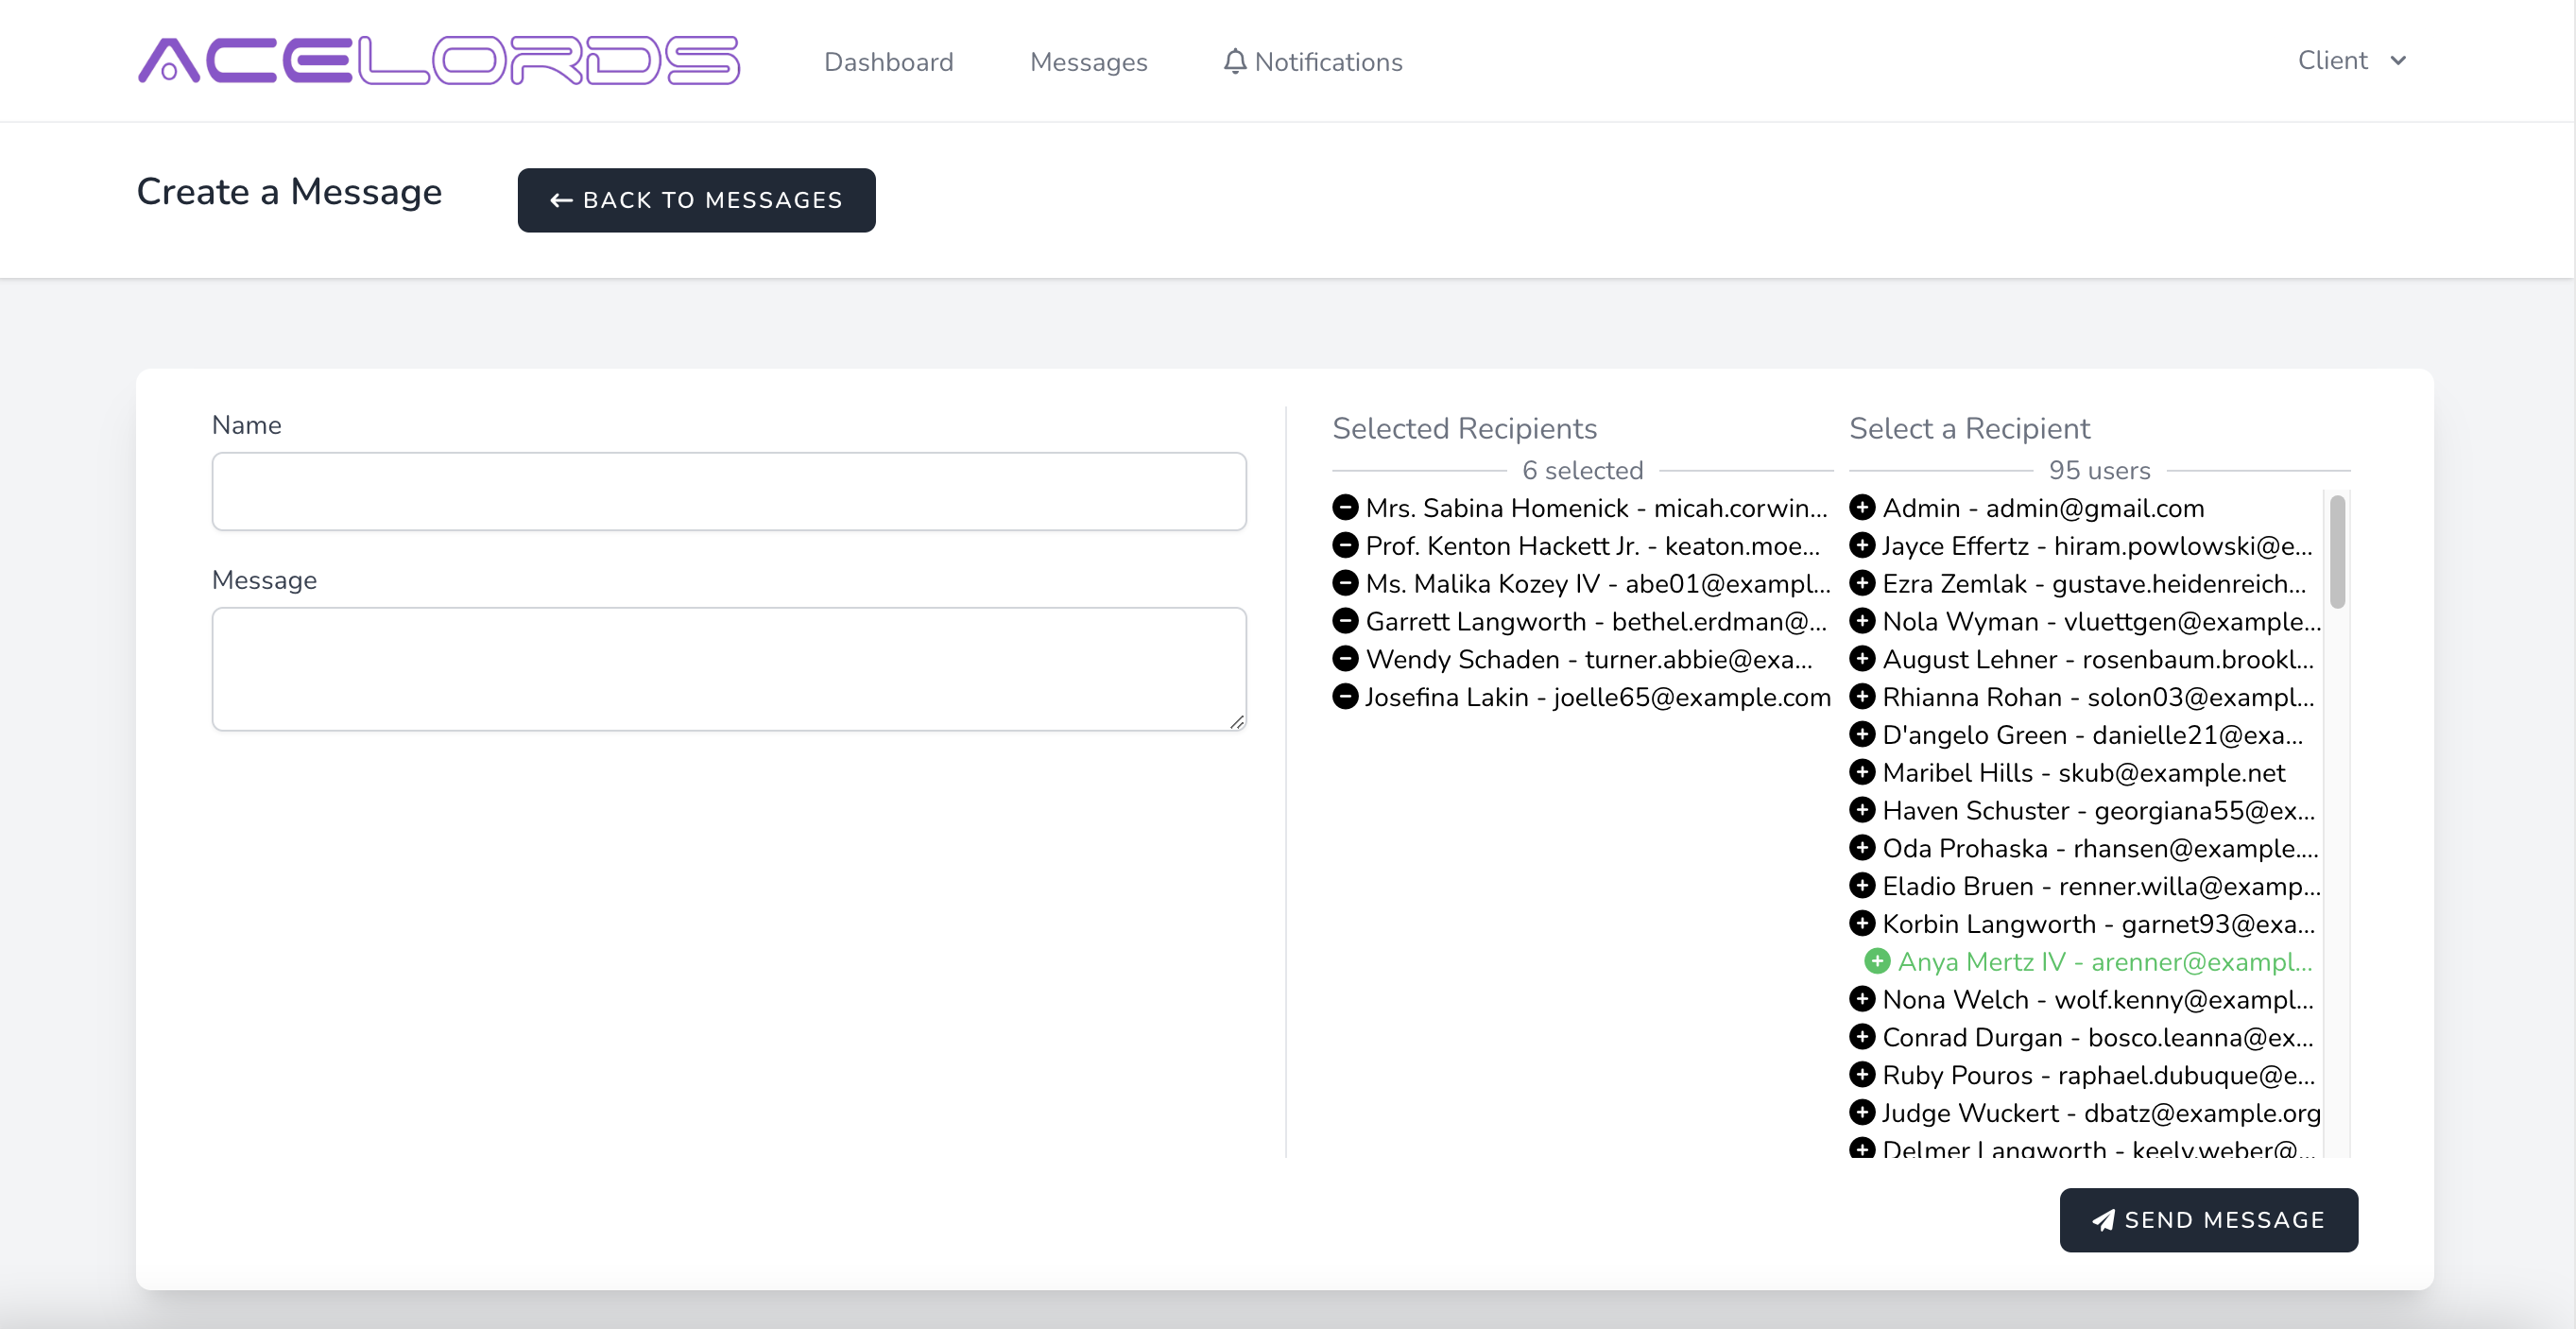 ACELORDS
Dashboard
Messages
Notifications
Client
Create a Message
BACK TO MESSAGES
Name
Message
Selected Recipients
6 selected
Mrs. Sabina Homenick - micah.corwin...
Prof. Kenton Hackett Jr. - keaton.moe...
Ms. Malika Kozey IV - abe01@exampl...
Garrett Langworth - bethel.erdman@...
Wendy Schaden - turner.abbie@exa...
Josefina Lakin - joelle65@example.com
Select a Recipient
95 users
Admin - admin@gmail.com
Jayce Effertz - hiram.powlowski@e...
Ezra Zemlak - gustave.heidenreich...
Nola Wyman - vluettgen@example...
August Lehner - rosenbaum.brookl...
Rhianna Rohan - solon03@exampl...
D'angelo Green - danielle21@exa...
Maribel Hills - skub@example.net
Haven Schuster - georgiana55@ex...
Oda Prohaska - rhansen@example....
Eladio Bruen - renner.willa@examp...
Korbin Langworth - garnet93@exa...
Anya Mertz IV - arenner@exampl...
Nona Welch - wolf.kenny@exampl...
Conrad Durgan - bosco.leanna@ex...
Ruby Pouros - raphael.dubuque@e...
Judge Wuckert - dbatz@example.org
Delmer Langworth - keely.weber@...
SEND MESSAGE